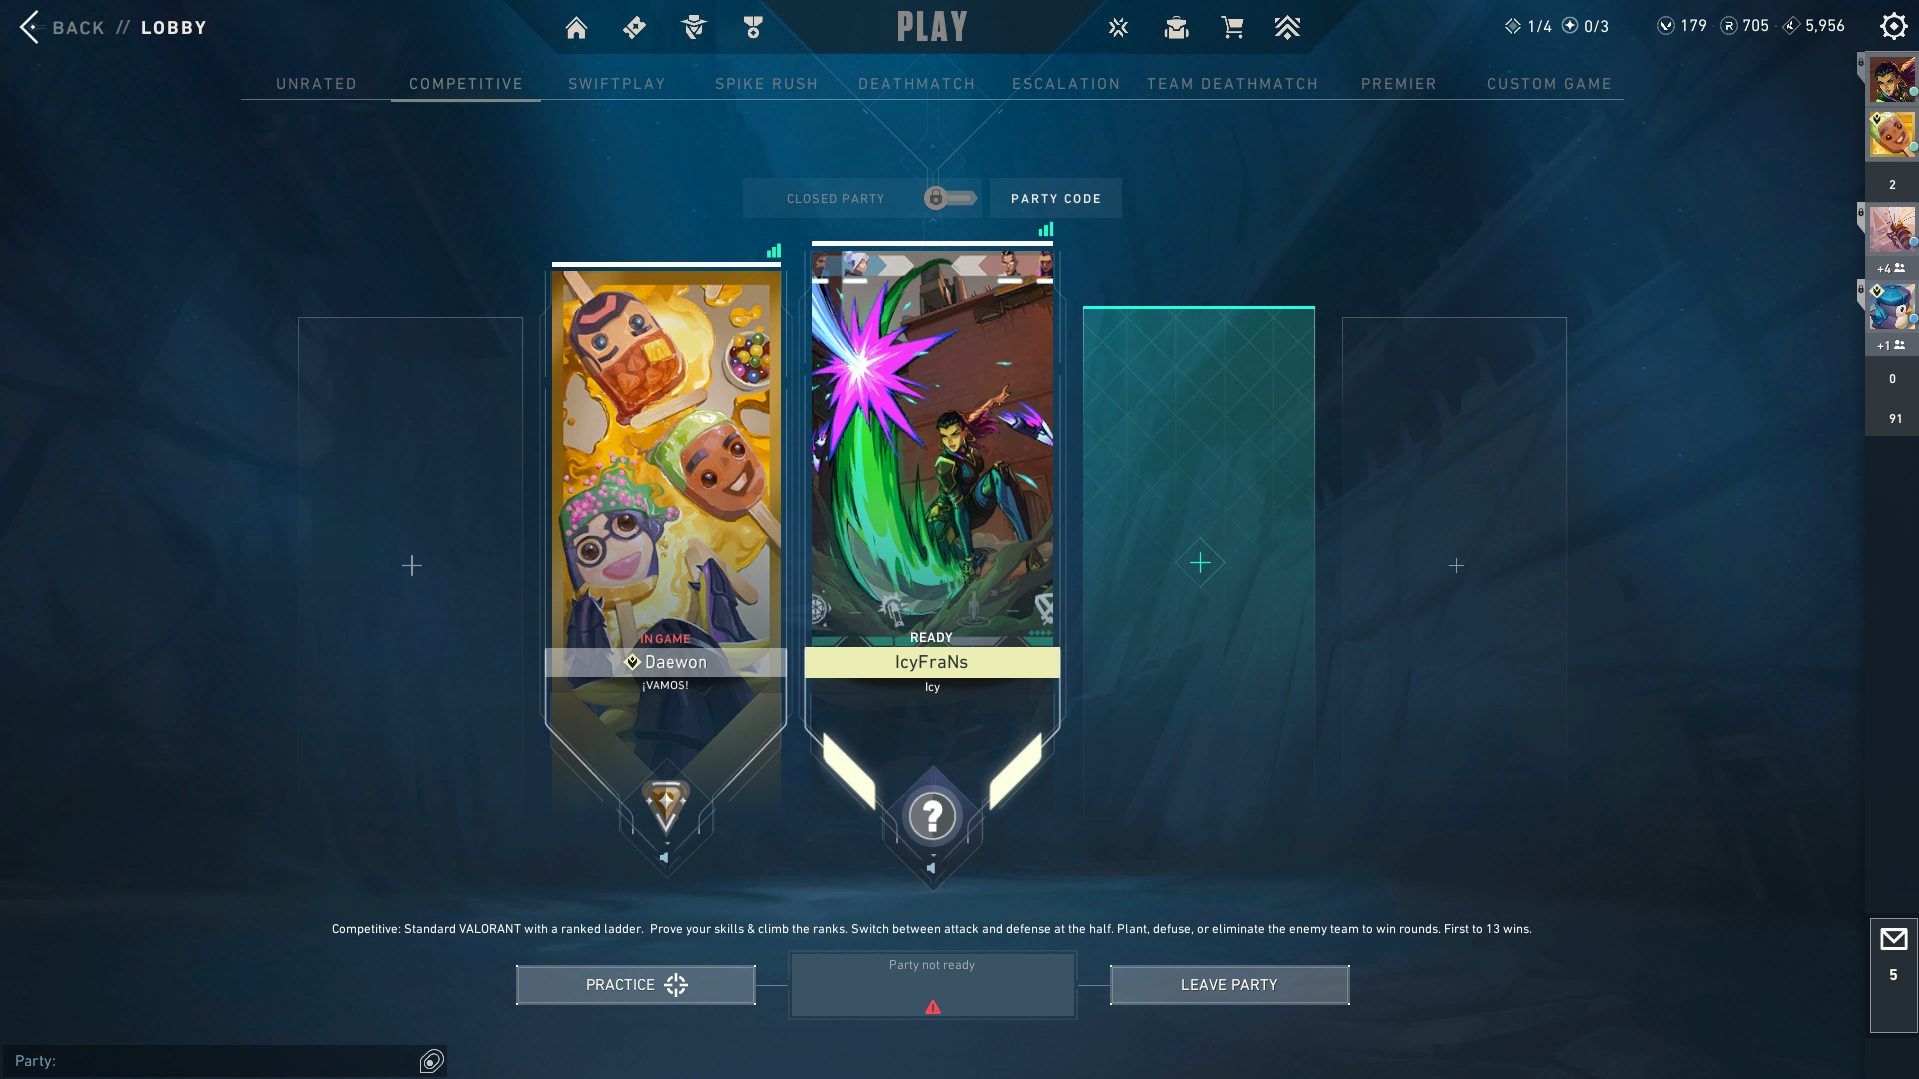 BACK // LOBBY
PLAY
1/4 0/3
179 705 5,956
UNRATED COMPETITIVE SWIFTPLAY SPIKE RUSH DEATHMATCH ESCALATION TEAM DEATHMATCH PREMIER CUSTOM GAME
CLOSED PARTY PARTY CODE
2
+4
+1
0
91
IN GAME
Daewon
¡VAMOS!
READY
IcyFraNs
Icy
?
Competitive: Standard VALORANT with a ranked ladder. Prove your skills & climb the ranks. Switch between attack and defense at the half. Plant, defuse, or eliminate the enemy team to win rounds. First to 13 wins.
PRACTICE
Party not ready
LEAVE PARTY
5
Party: